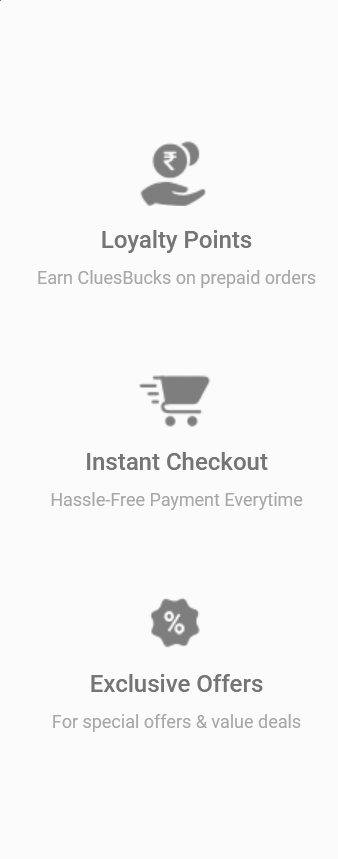 ₹
Loyalty Points
Earn CluesBucks on prepaid orders
Instant Checkout
Hassle-Free Payment Everytime
%
Exclusive Offers
For special offers & value deals